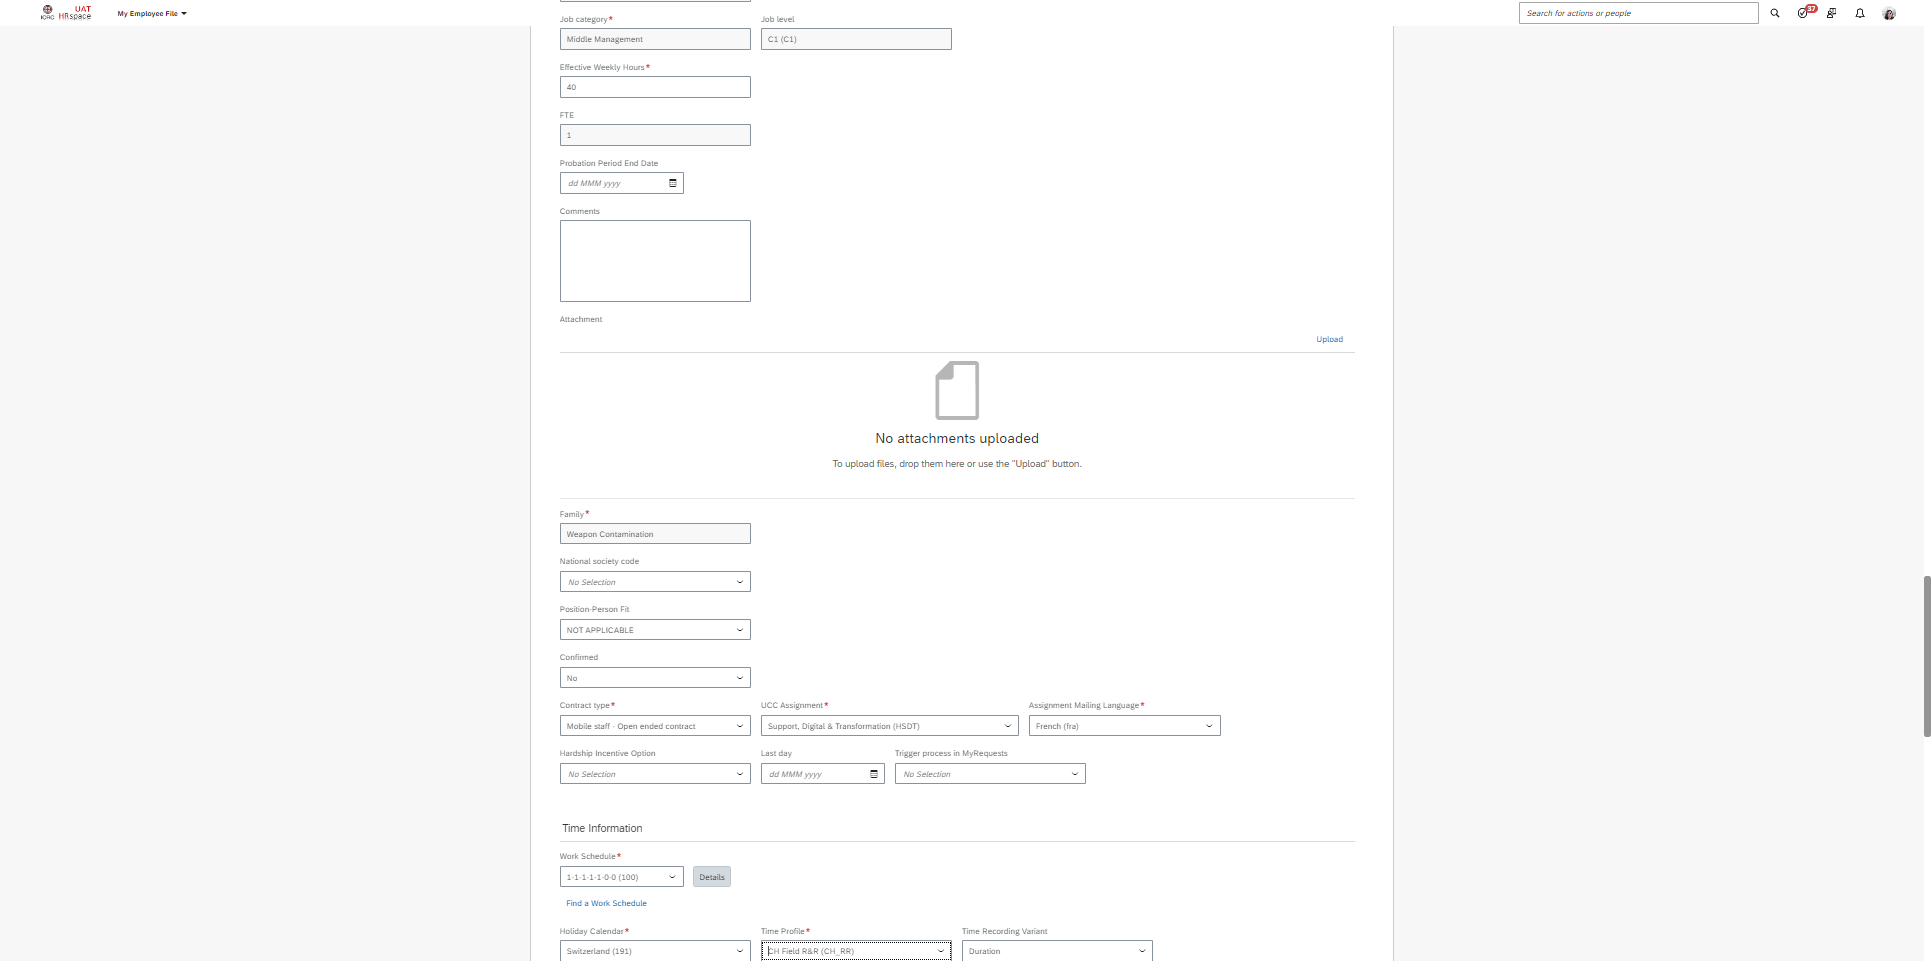 ICRC
UAT
HRspace
My Employee File
Search for actions or people
37
Job category*
Job level
Middle Management
C1 (C1)
Effective Weekly Hours*
40
FTE
1
Probation Period End Date
dd MMM yyyy
Comments
Attachment
Upload
No attachments uploaded
To upload files, drop them here or use the "Upload" button.
Family*
Weapon Contamination
National society code
No Selection
Position-Person Fit
NOT APPLICABLE
Confirmed
No
Contract type*
UCC Assignment*
Assignment Mailing Language*
Mobile staff - Open ended contract
Support, Digital & Transformation (HSDT)
French (fra)
Hardship Incentive Option
Last day
Trigger process in MyRequests
No Selection
dd MMM yyyy
No Selection
Time Information
Work Schedule*
1-1-1-1-1-0-0 (100)
Details
Find a Work Schedule
Holiday Calendar*
Time Profile*
Time Recording Variant
Switzerland (191)
CH Field R&R (CH_RR)
Duration